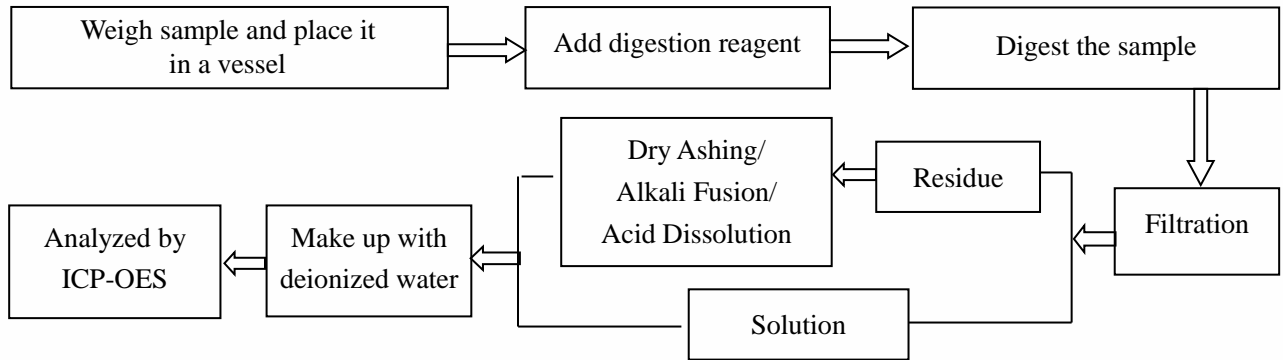 Weigh sample and place it
in a vessel
Add digestion reagent
Digest the sample
Dry Ashing/
Alkali Fusion/
Acid Dissolution
Residue
Filtration
Analyzed by
ICP-OES
Make up with
deionized water
Solution